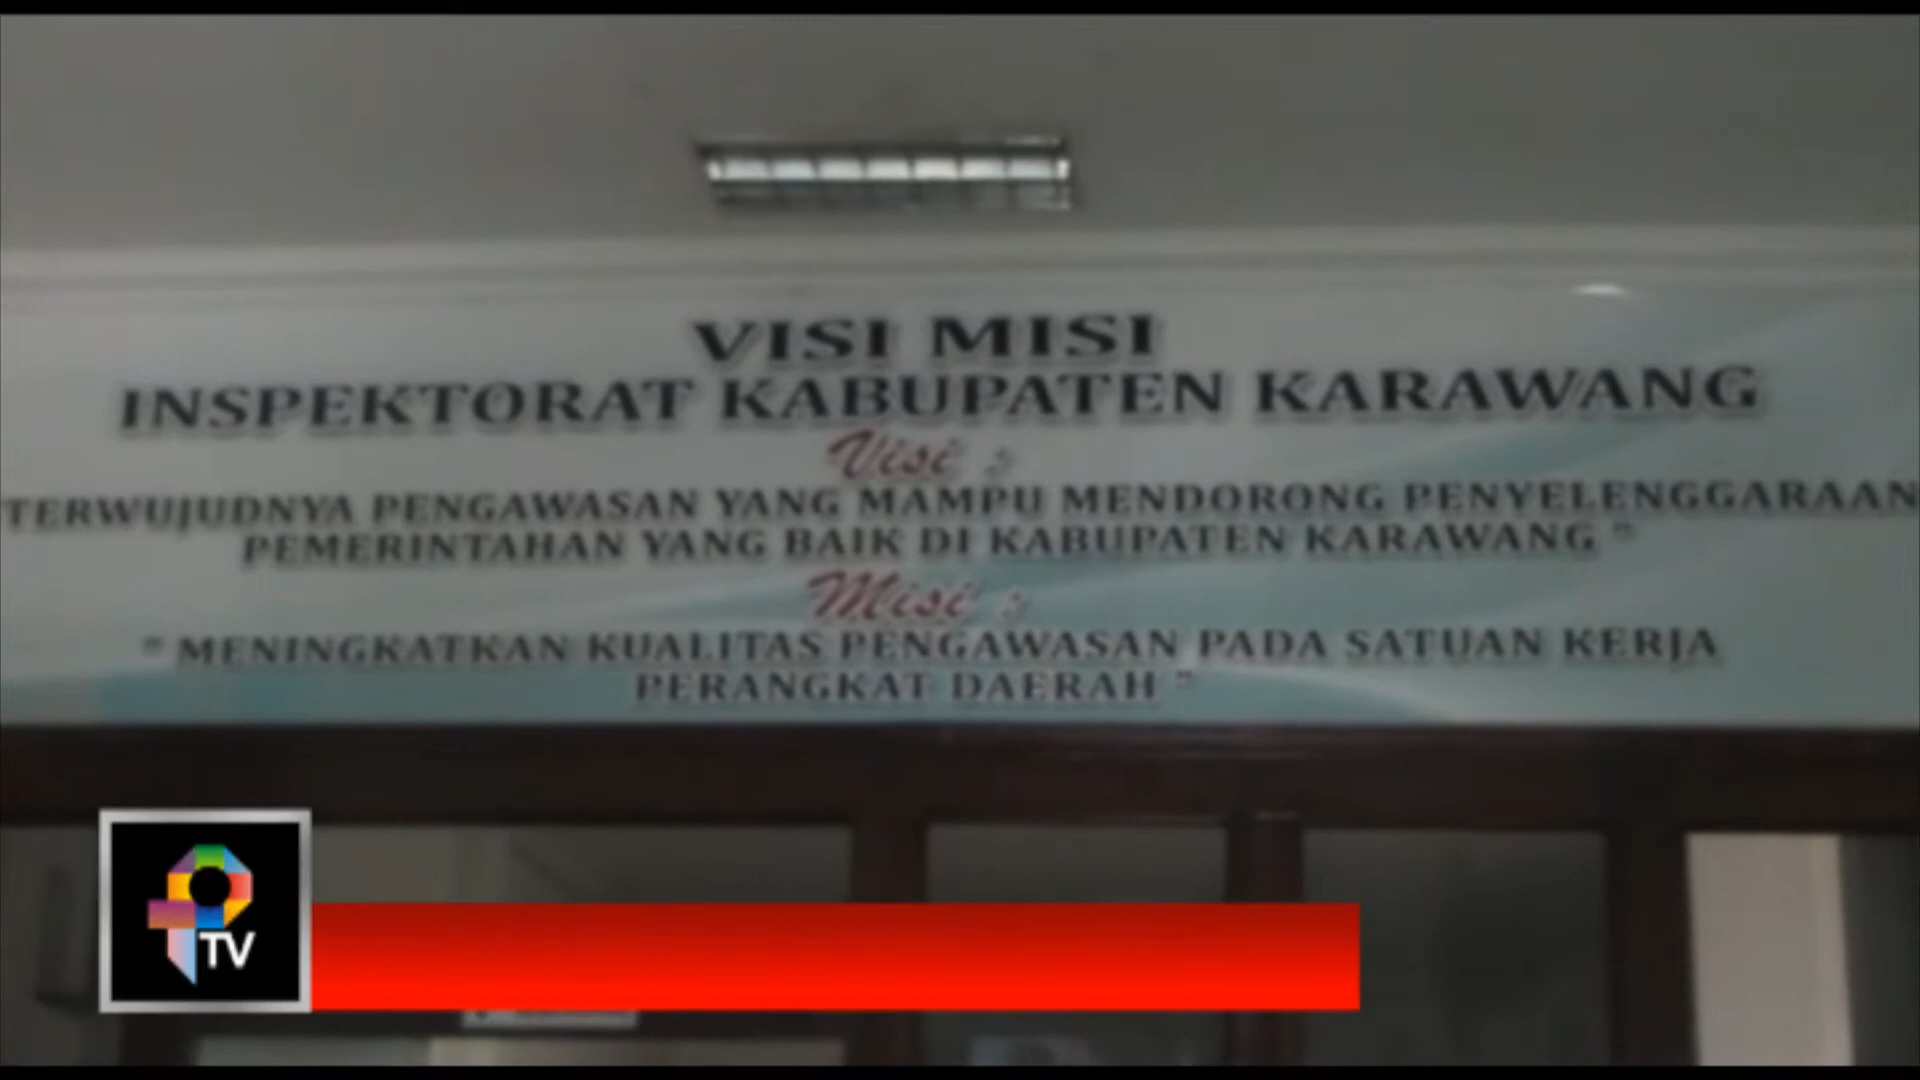 VISI MISI
INSPEKTORAT KABUPATEN KARAWANG
Visi :
TERWUJUDNYA PENGAWASAN YANG MAMPU MENDORONG PENYELENGGARAAN
PEMERINTAHAN YANG BAIK DI KABUPATEN KARAWANG "
Misi :
" MENINGKATKAN KUALITAS PENGAWASAN PADA SATUAN KERJA
PERANGKAT DAERAH "
TV